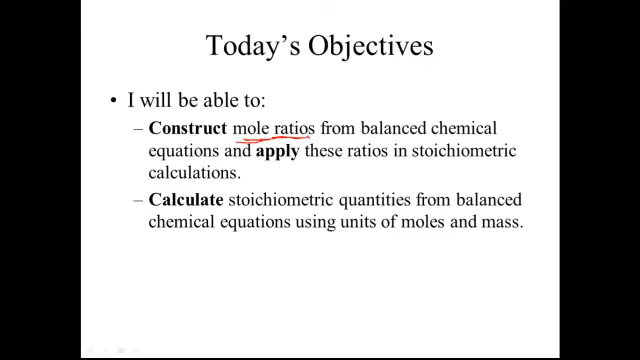 Today's Objectives
• I will be able to:
– Construct mole ratios from balanced chemical
equations and apply these ratios in stoichiometric
calculations.
– Calculate stoichiometric quantities from balanced
chemical equations using units of moles and mass.